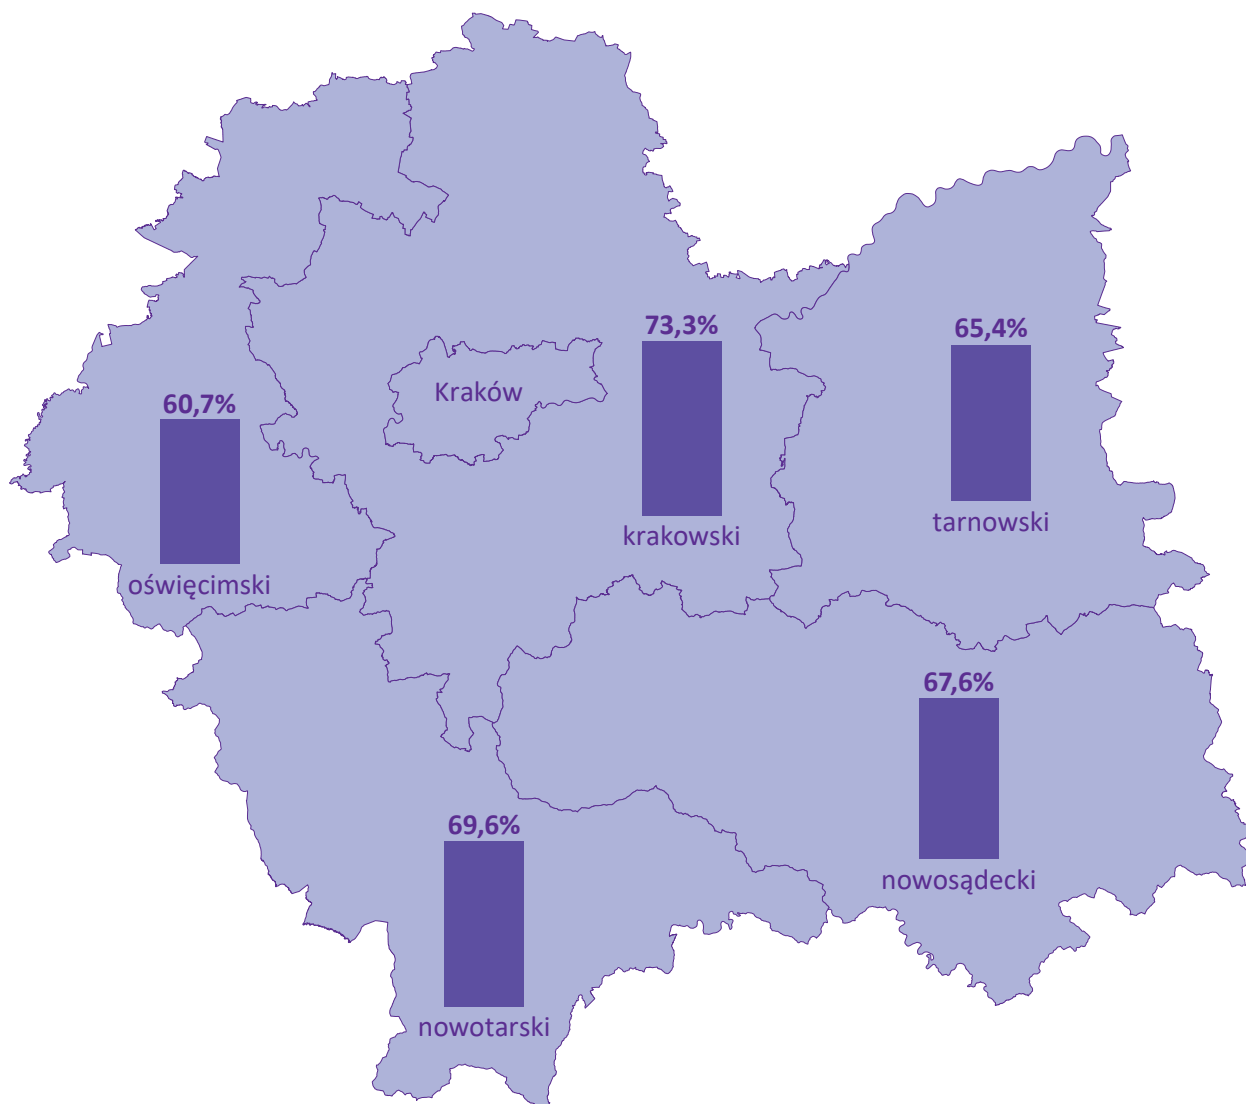 73,3%
65,4%
Kraków
60,7%
krakowski
tarnowski
oświęcimski
67,6%
69,6%
nowosądecki
nowotarski